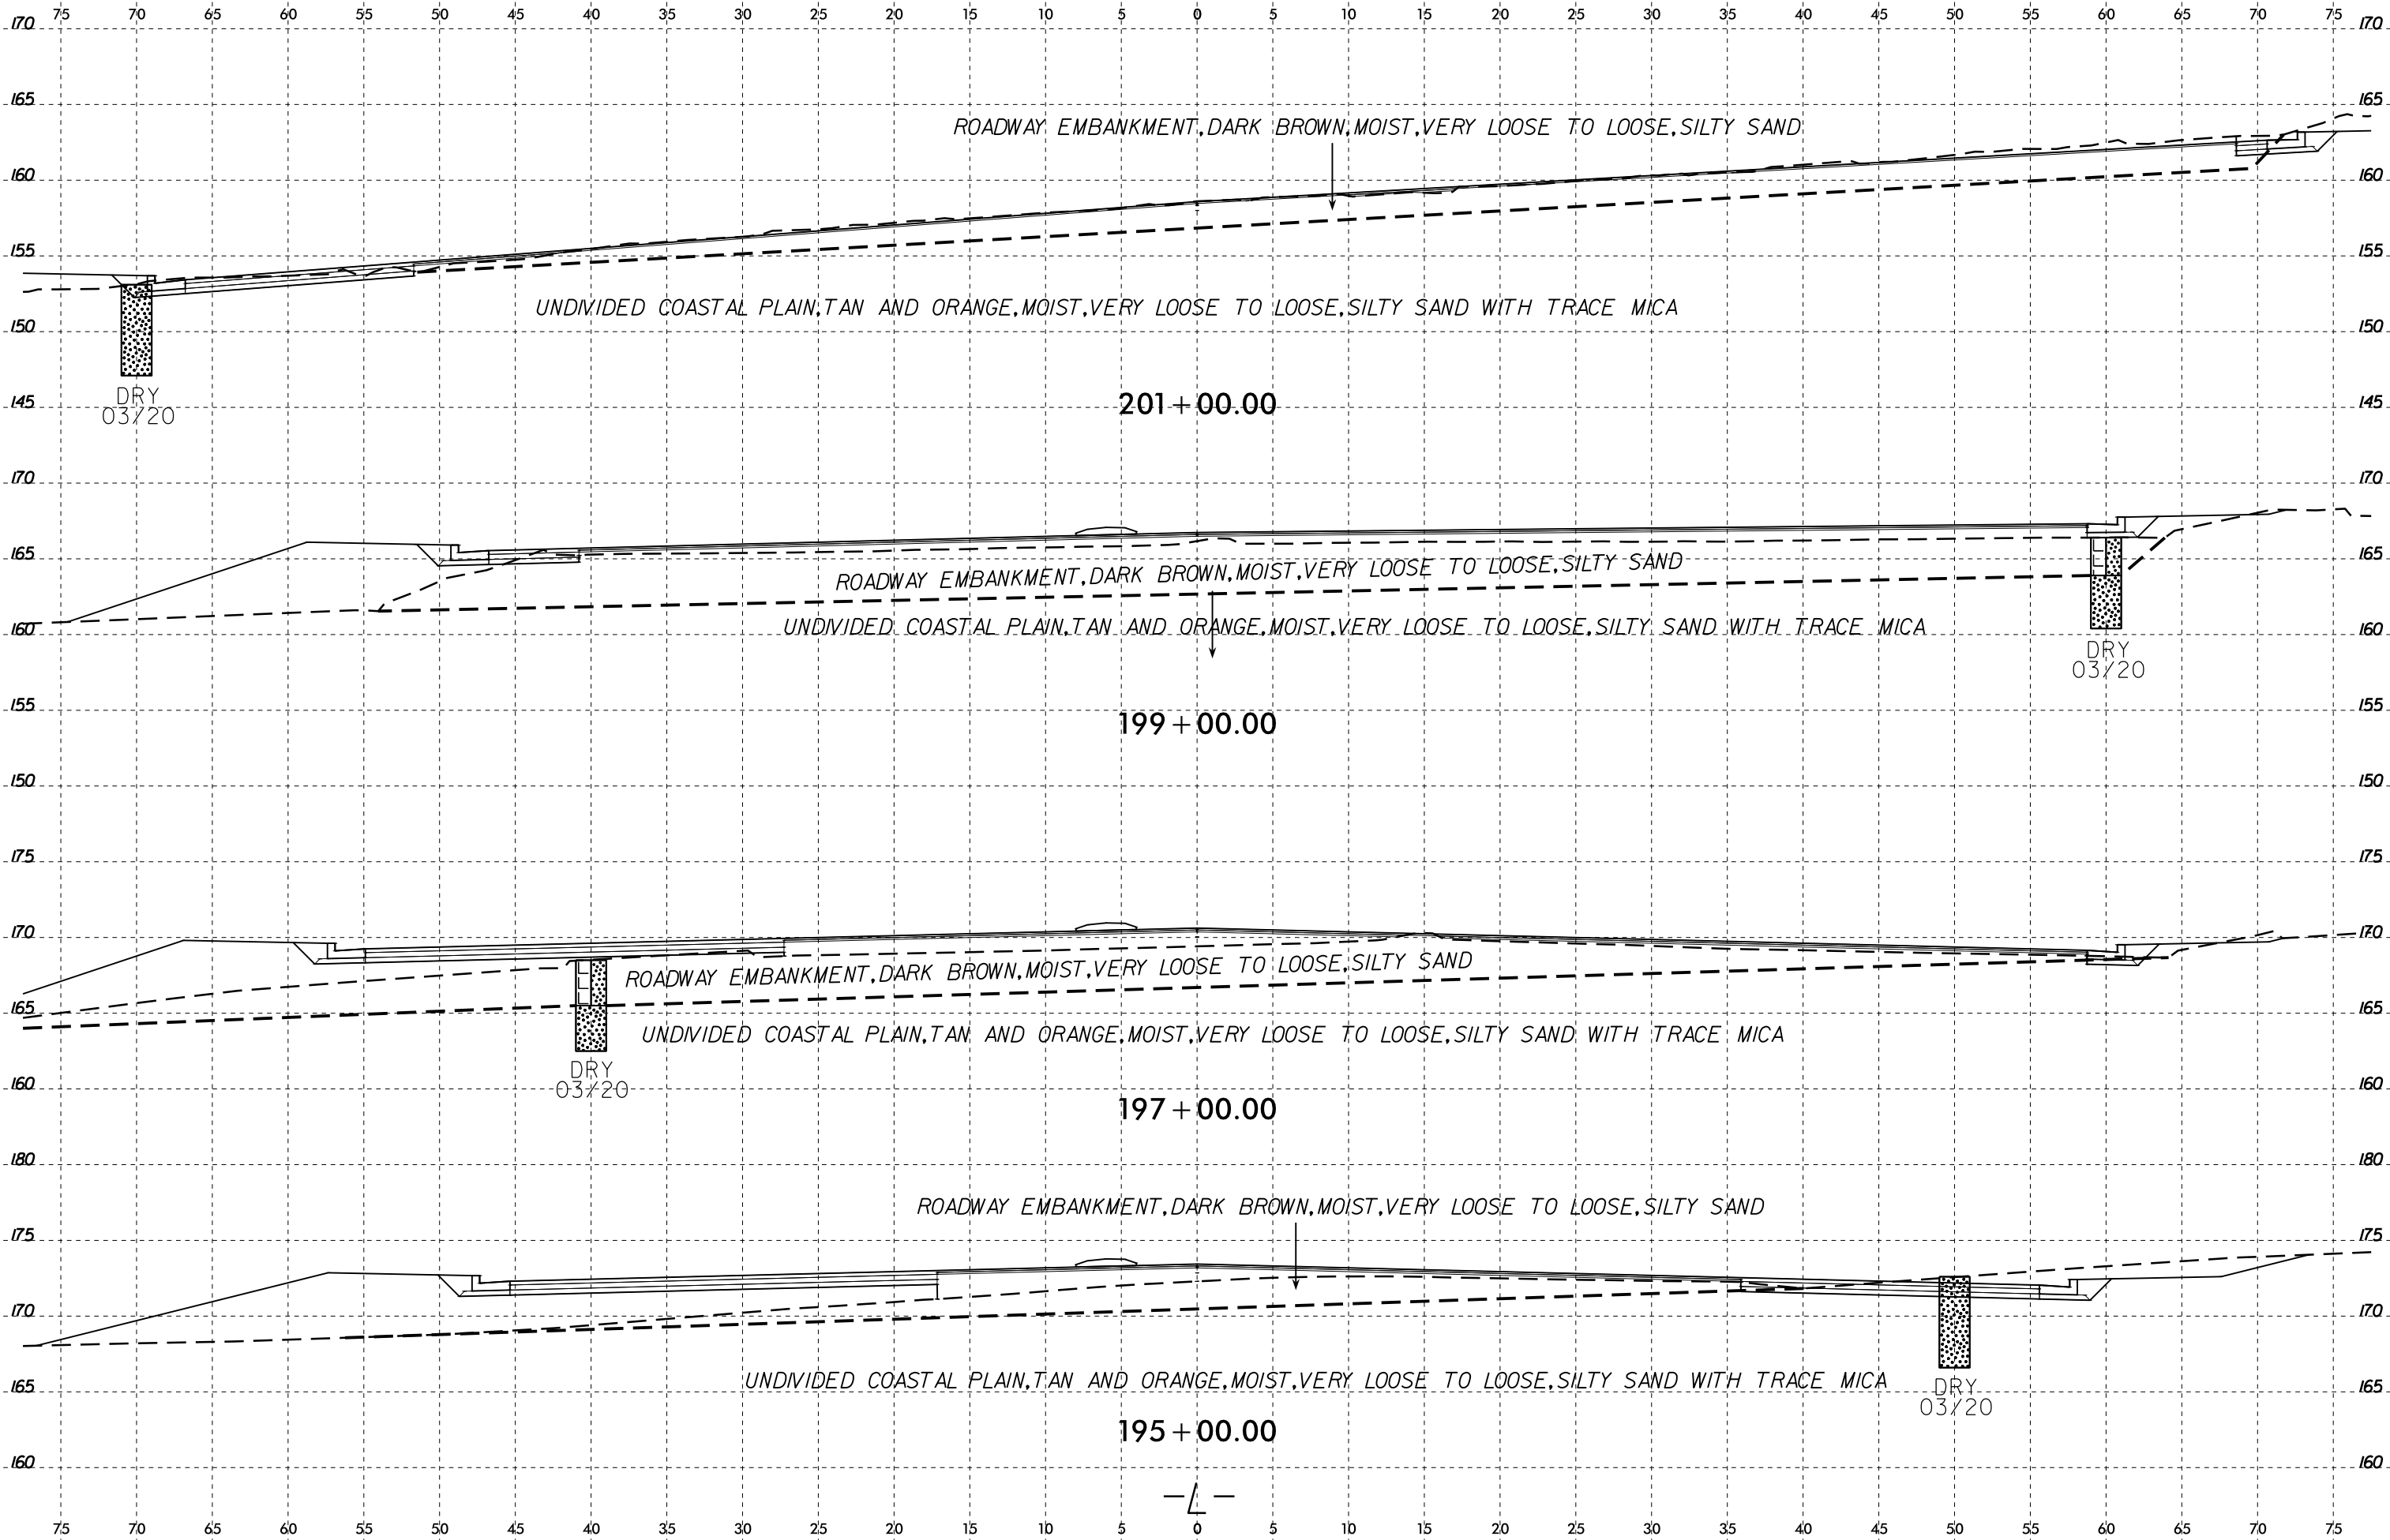 75 70 65 60 55 50 45 40 35 30 25 20 15 10 5 0 5 10 15 20 25 30 35 40 45 50 55 60 65 70 75
170 170
165 165
ROADWAY EMBANKMENT,DARK BROWN,MOIST,VERY LOOSE TO LOOSE,SILTY SAND
160 160
155 155
UNDIVIDED COASTAL PLAIN,TAN AND ORANGE,MOIST,VERY LOOSE TO LOOSE,SILTY SAND WITH TRACE MICA
150 150
DRY
03/20
145 145
201+00.00
170 170
165 165
ROADWAY EMBANKMENT,DARK BROWN,MOIST,VERY LOOSE TO LOOSE,SILTY SAND
UNDIVIDED COASTAL PLAIN,TAN AND ORANGE,MOIST,VERY LOOSE TO LOOSE,SILTY SAND WITH TRACE MICA
160 160
DRY
03/20
155 155
199+00.00
150 150
175 175
170 170
ROADWAY EMBANKMENT,DARK BROWN,MOIST,VERY LOOSE TO LOOSE,SILTY SAND
165 165
UNDIVIDED COASTAL PLAIN,TAN AND ORANGE,MOIST,VERY LOOSE TO LOOSE,SILTY SAND WITH TRACE MICA
DRY
03/20
160 160
197+00.00
180 180
ROADWAY EMBANKMENT,DARK BROWN,MOIST,VERY LOOSE TO LOOSE,SILTY SAND
175 175
170 170
UNDIVIDED COASTAL PLAIN,TAN AND ORANGE,MOIST,VERY LOOSE TO LOOSE,SILTY SAND WITH TRACE MICA
165 165
DRY
03/20
195+00.00
160 160
-L-
75 70 65 60 55 50 45 40 35 30 25 20 15 10 5 0 5 10 15 20 25 30 35 40 45 50 55 60 65 70 75